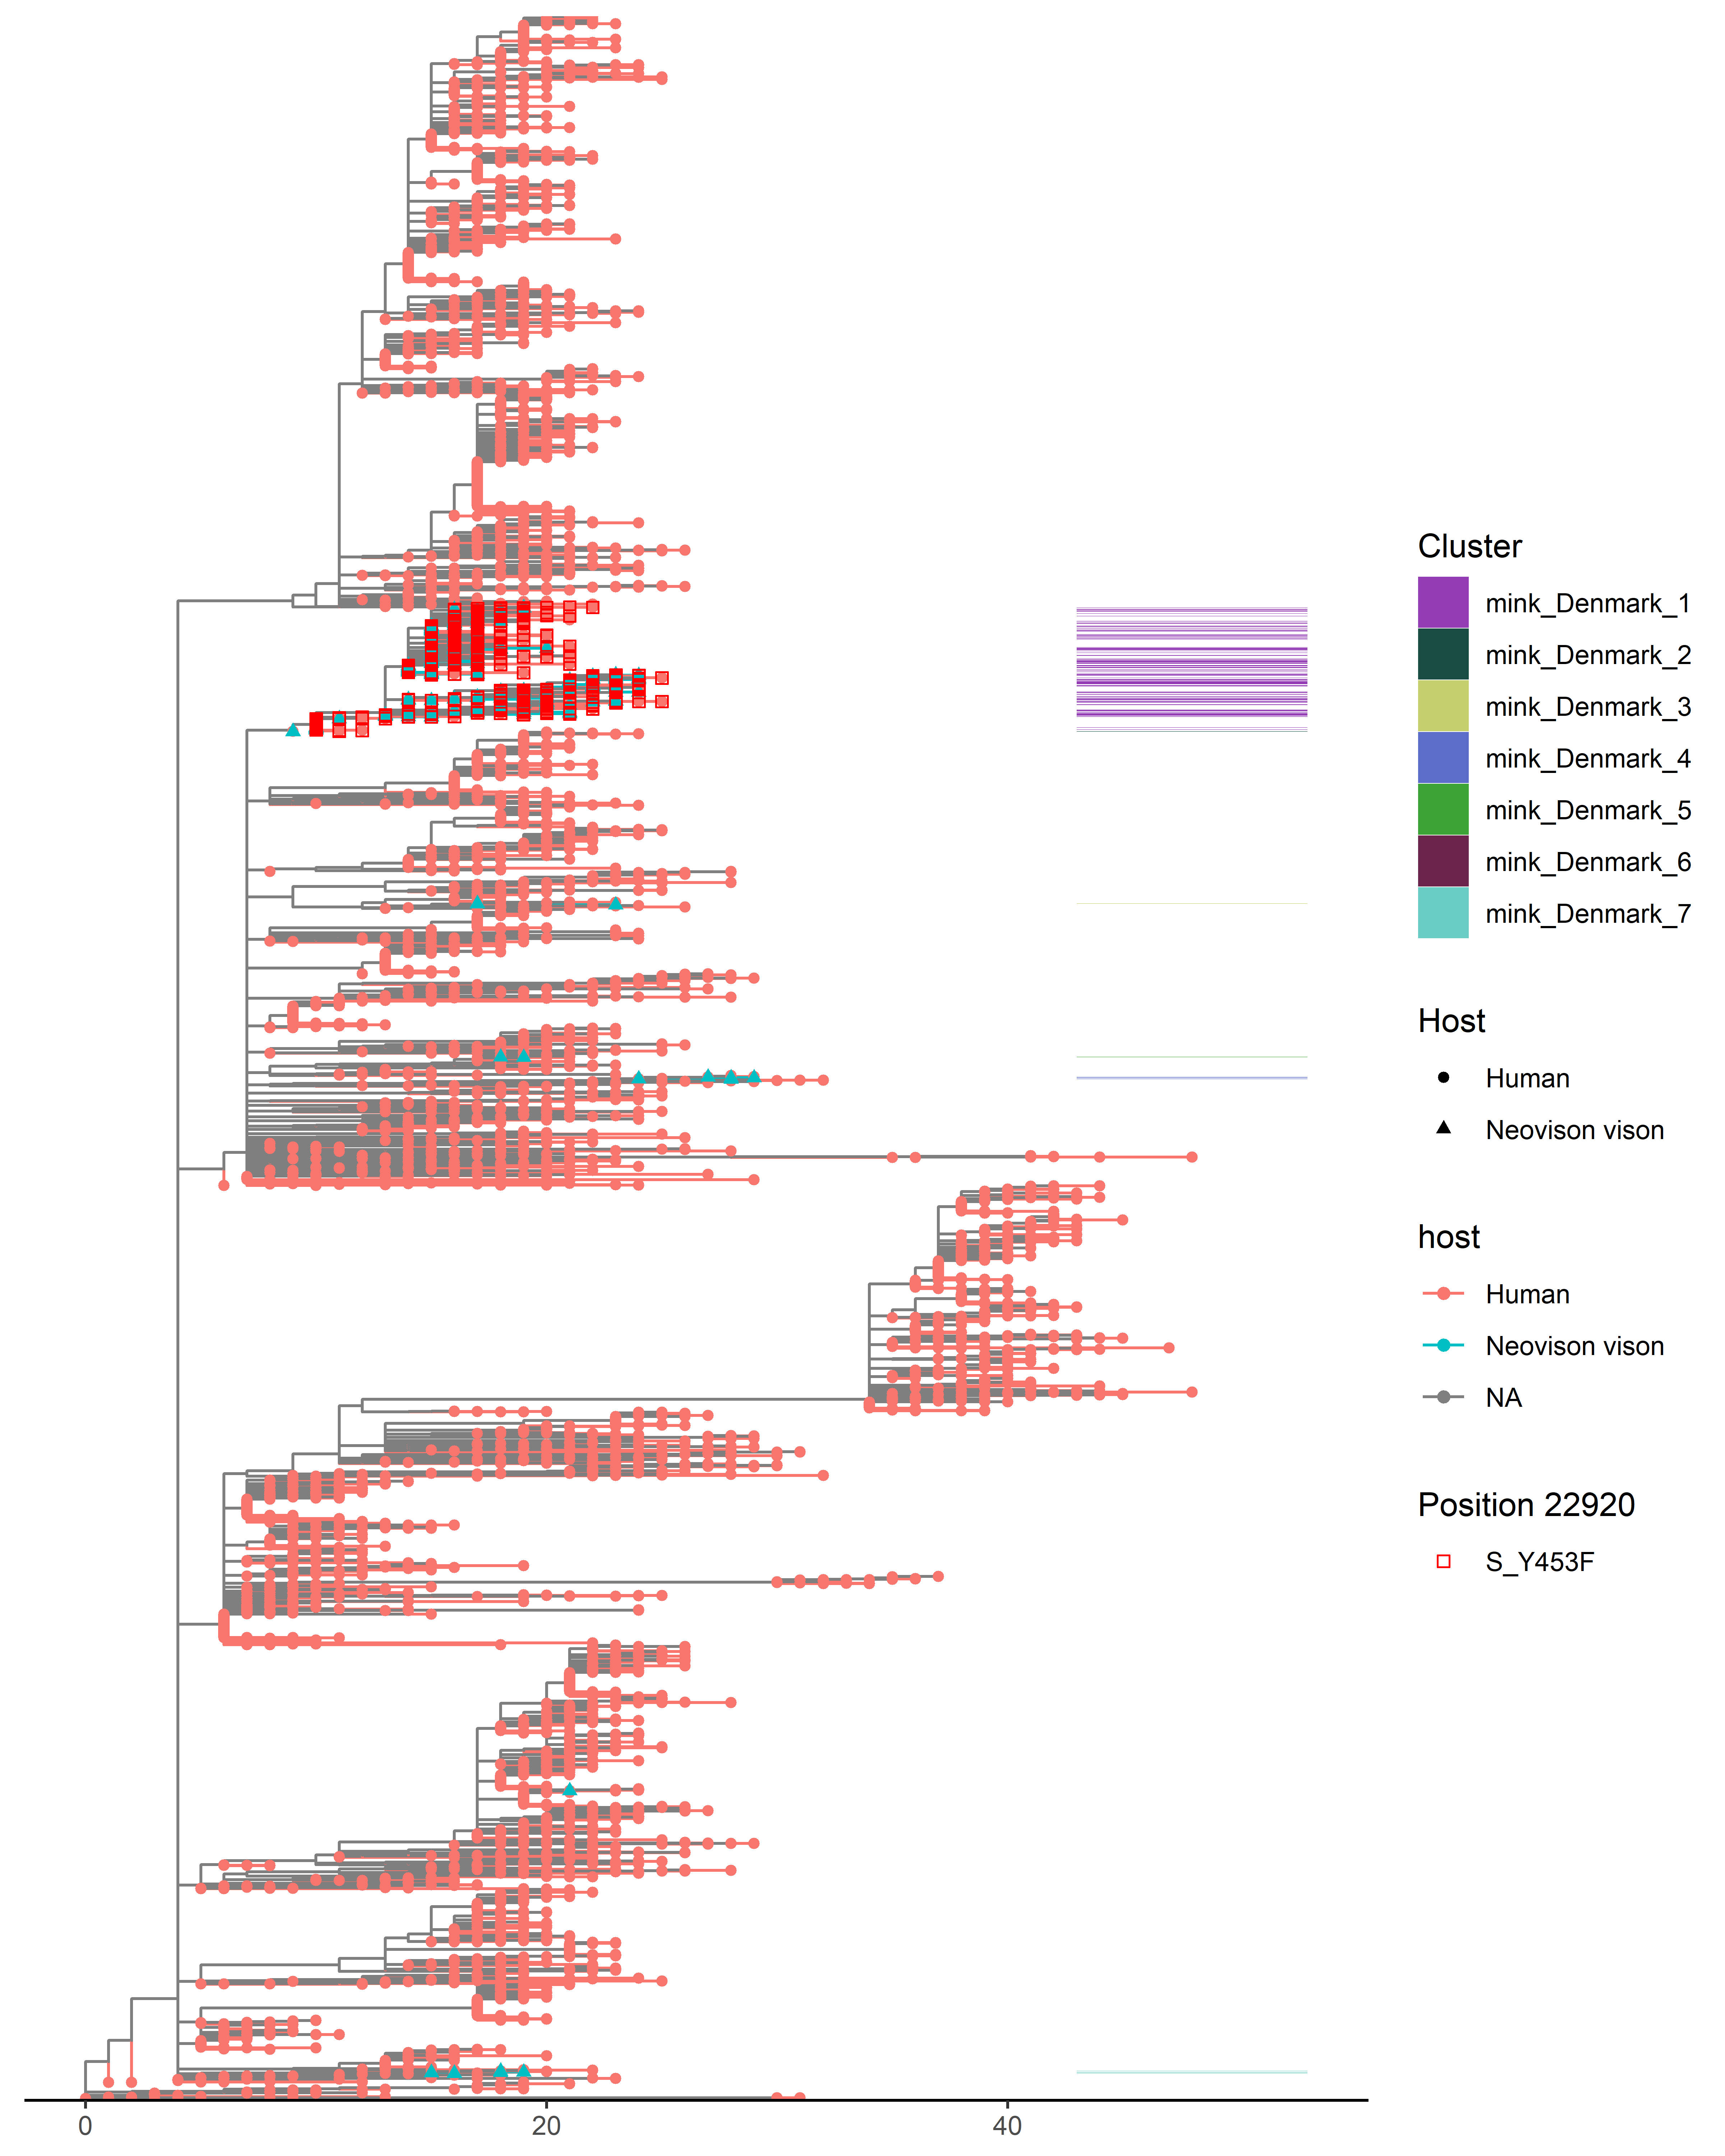 Cluster
mink_Denmark_1
mink_Denmark_2
mink_Denmark_3
mink_Denmark_4
mink_Denmark_5
mink_Denmark_6
mink_Denmark_7
Host
Human
Neovison vison
host
Human
Neovison vison
NA
Position 22920
S_Y453F
0 20 40